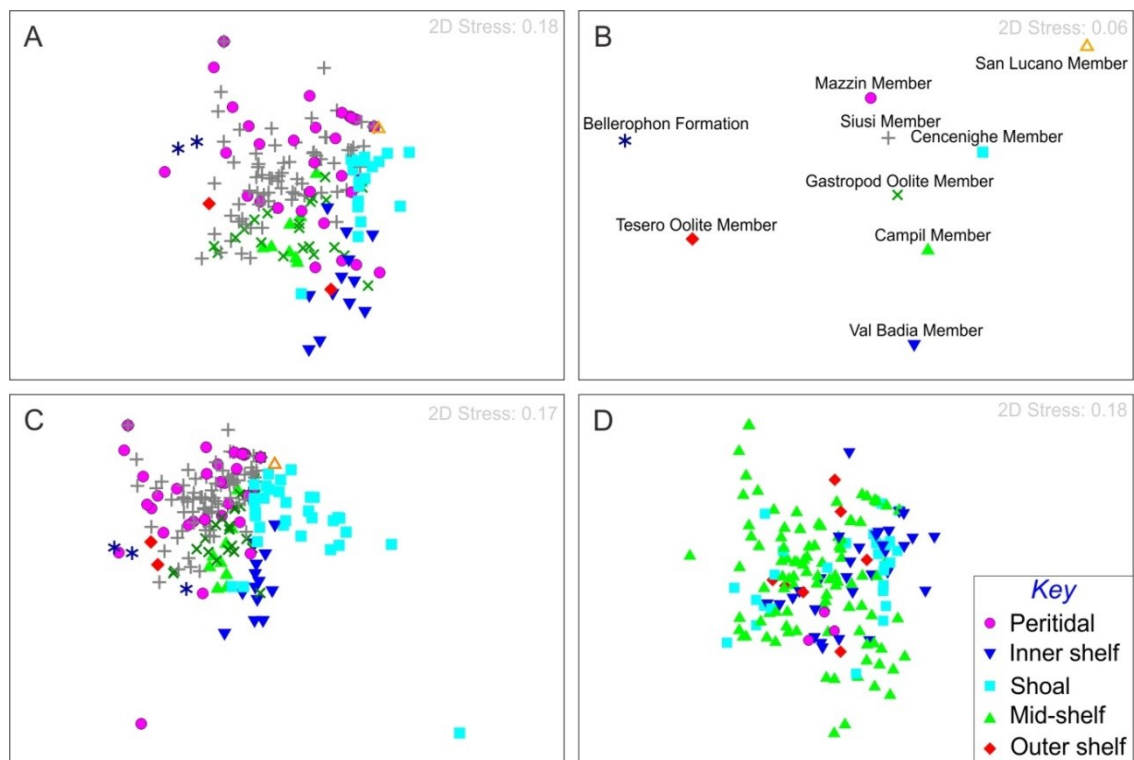 A
2D Stress: 0.18
B
2D Stress: 0.06
San Lucano Member
Mazzin Member
Siusi Member
Bellerophon Formation
Cencenighe Member
Gastropod Oolite Member
Tesero Oolite Member
Campil Member
Val Badia Member
C
2D Stress: 0.17
D
2D Stress: 0.18
Key
Peritidal
Inner shelf
Shoal
Mid-shelf
Outer shelf